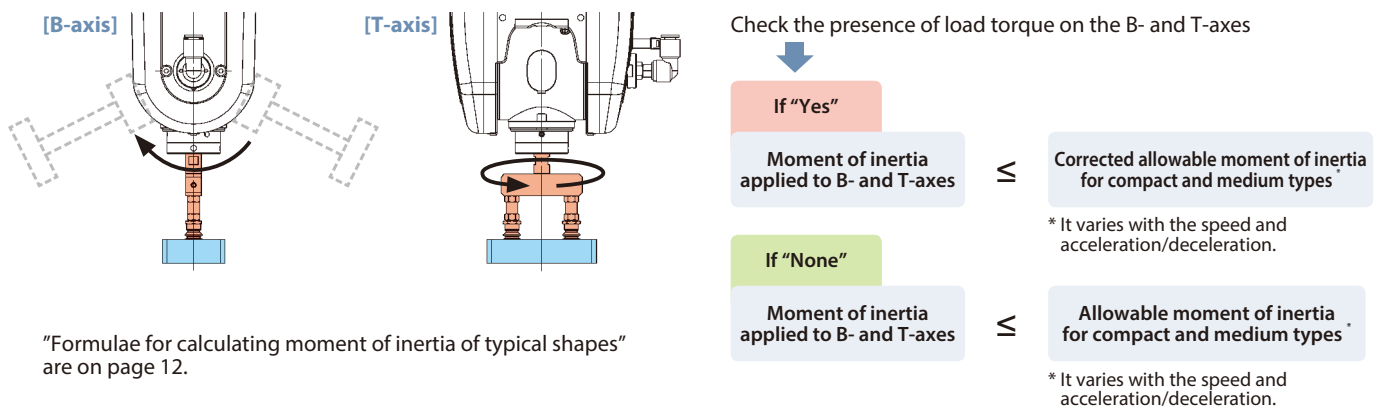 [B-axis]
[T-axis]
"Formulae for calculating moment of inertia of typical shapes"
are on page 12.
Check the presence of load torque on the B- and T-axes
If “Yes”
Moment of inertia
applied to B- and T-axes
≤
Corrected allowable moment of inertia
for compact and medium types *
* It varies with the speed and
acceleration/deceleration.
If “None”
Moment of inertia
applied to B- and T-axes
≤
Allowable moment of inertia
for compact and medium types *
* It varies with the speed and
acceleration/deceleration.